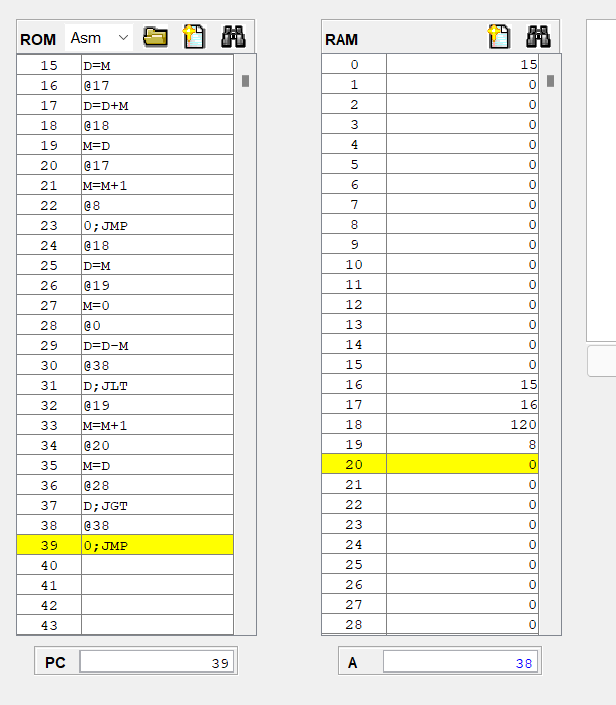 ROM Asm
15 D=M
16 @17
17 D=D+M
18 @18
19 M=D
20 @17
21 M=M+1
22 @8
23 0;JMP
24 @18
25 D=M
26 @19
27 M=0
28 @0
29 D=D-M
30 @38
31 D;JLT
32 @19
33 M=M+1
34 @20
35 M=D
36 @28
37 D;JGT
38 @38
39 0;JMP
40
41
42
43
PC 39
RAM
0 15
1 0
2 0
3 0
4 0
5 0
6 0
7 0
8 0
9 0
10 0
11 0
12 0
13 0
14 0
15 0
16 15
17 16
18 120
19 8
20 0
21 0
22 0
23 0
24 0
25 0
26 0
27 0
28 0
A 38